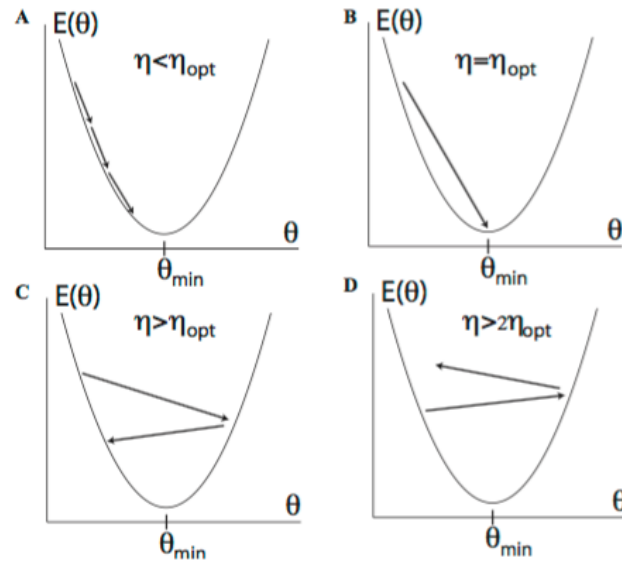 A
E(θ)
η<ηopt
θ
θmin
B
E(θ)
η=ηopt
θ
θmin
C
E(θ)
η>ηopt
θ
θmin
D
E(θ)
η>2ηopt
θ
θmin